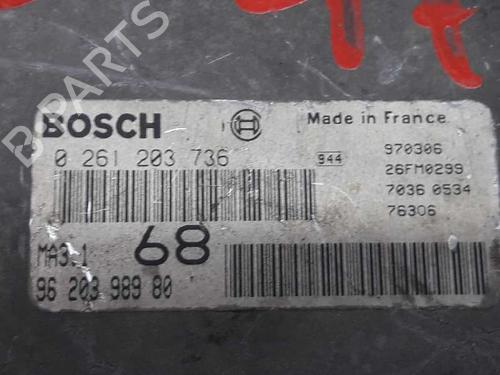 B-PARTS
BOSCH
Made in France
0 261 203 736
944
970306
26FM0299
7036 0534
76306
MA3.1
68
96 203 989 80